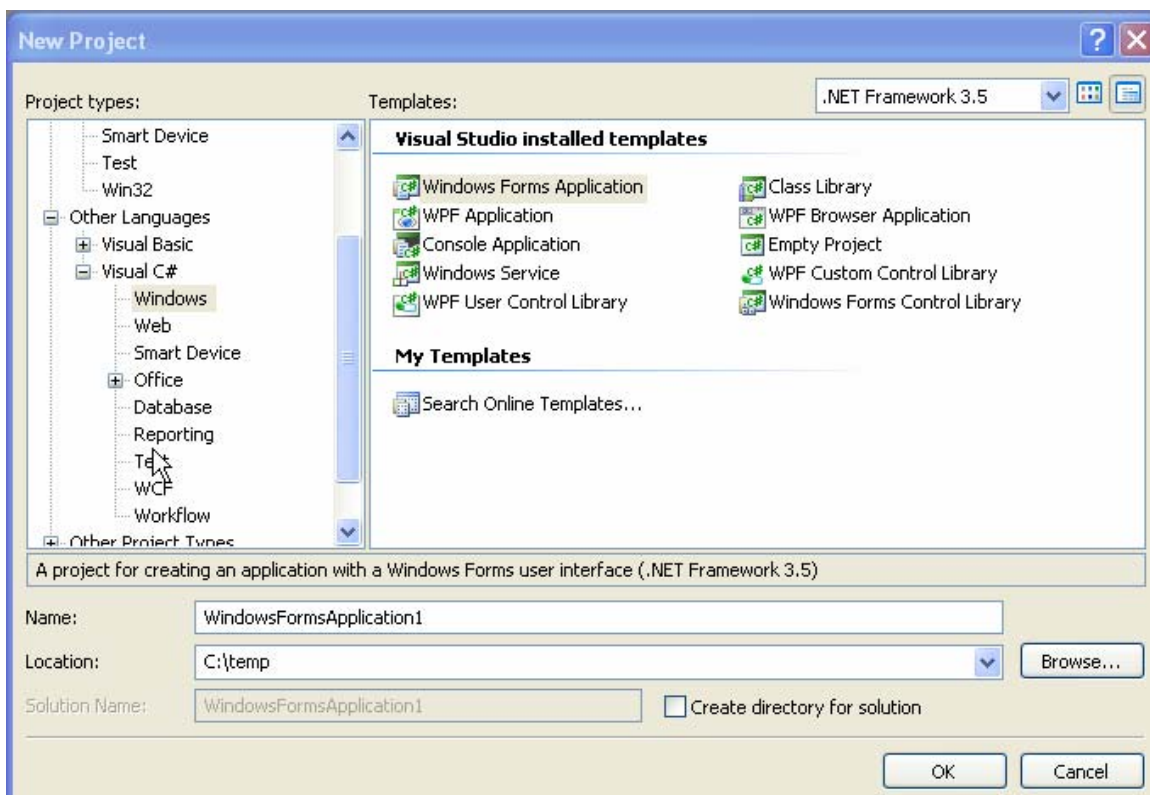 New Project
Project types:
Templates:
.NET Framework 3.5
Smart Device
Test
Win32
Other Languages
Visual Basic
Visual C#
Windows
Web
Smart Device
Office
Database
Reporting
Test
WCF
Workflow
Other Project Types
Visual Studio installed templates
Windows Forms Application
Class Library
WPF Application
WPF Browser Application
Console Application
Empty Project
Windows Service
WPF Custom Control Library
WPF User Control Library
Windows Forms Control Library
My Templates
Search Online Templates...
A project for creating an application with a Windows Forms user interface (.NET Framework 3.5)
Name:
WindowsFormsApplication1
Location:
C:\temp
Browse...
Solution Name:
WindowsFormsApplication1
Create directory for solution
OK
Cancel